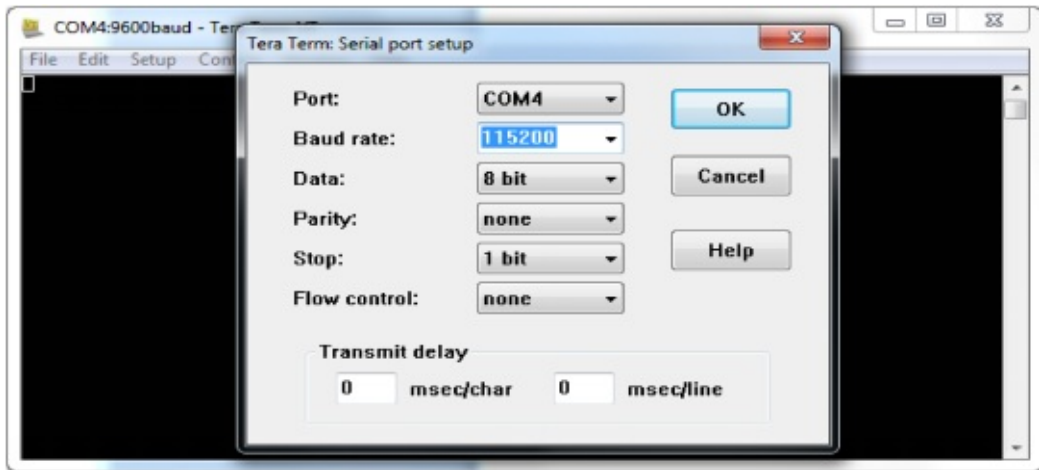 COM4:9600baud - Ter
Tera Term: Serial port setup
File Edit Setup
Port: COM4
OK
Baud rate: 115200
Data: 8 bit
Cancel
Parity: none
Stop: 1 bit
Help
Flow control: none
Transmit delay
0 msec/char 0 msec/line